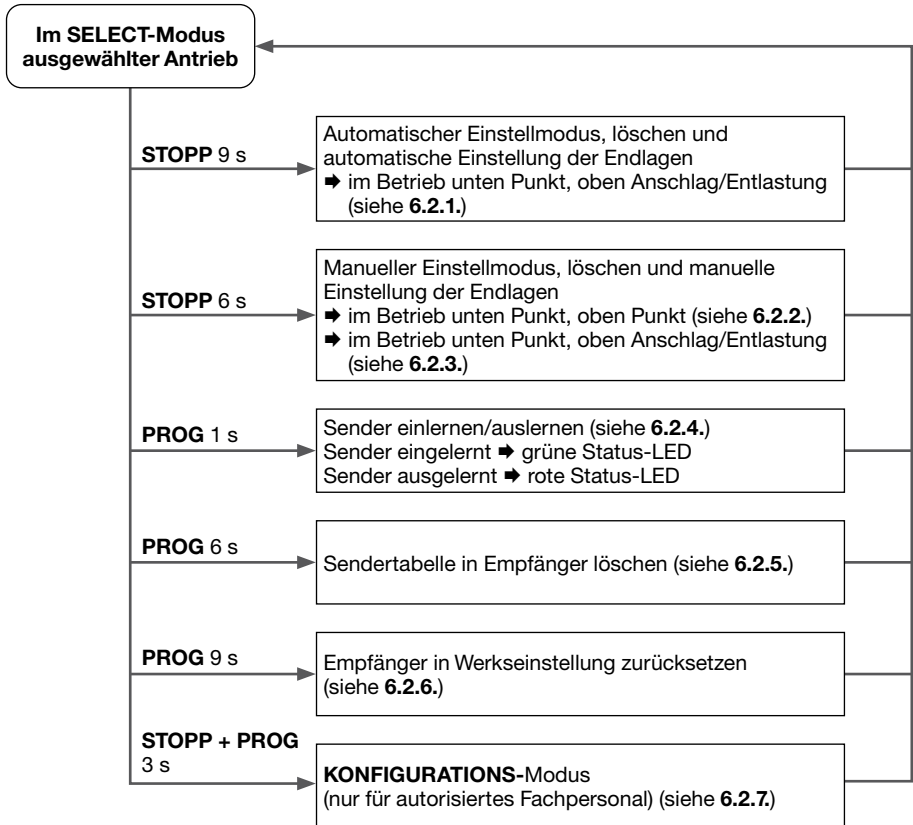 Im SELECT-Modus
ausgewählter Antrieb
STOPP 9 s
Automatischer Einstellmodus, löschen und
automatische Einstellung der Endlagen
➡ im Betrieb unten Punkt, oben Anschlag/Entlastung
(siehe 6.2.1.)
STOPP 6 s
Manueller Einstellmodus, löschen und manuelle
Einstellung der Endlagen
➡ im Betrieb unten Punkt, oben Punkt (siehe 6.2.2.)
➡ im Betrieb unten Punkt, oben Anschlag/Entlastung
(siehe 6.2.3.)
PROG 1 s
Sender einlernen/auslernen (siehe 6.2.4.)
Sender eingelernt ➡ grüne Status-LED
Sender ausgelernt ➡ rote Status-LED
PROG 6 s
Sendertabelle in Empfänger löschen (siehe 6.2.5.)
PROG 9 s
Empfänger in Werkseinstellung zurücksetzen
(siehe 6.2.6.)
STOPP + PROG
3 s
KONFIGURATIONS-Modus
(nur für autorisiertes Fachpersonal) (siehe 6.2.7.)